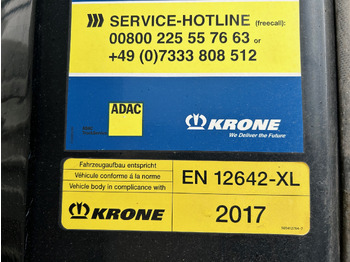 ))) SERVICE-HOTLINE (freecall):
00800 225 55 76 63 or
+49 (0)7333 808 512
ADAC
KRONE
We Deliver the Future
Fahrzeugaufbau entspricht
Véhicule conforme á la norme
Vehicle body in complicance with
EN 12642-XL
KRONE
2017